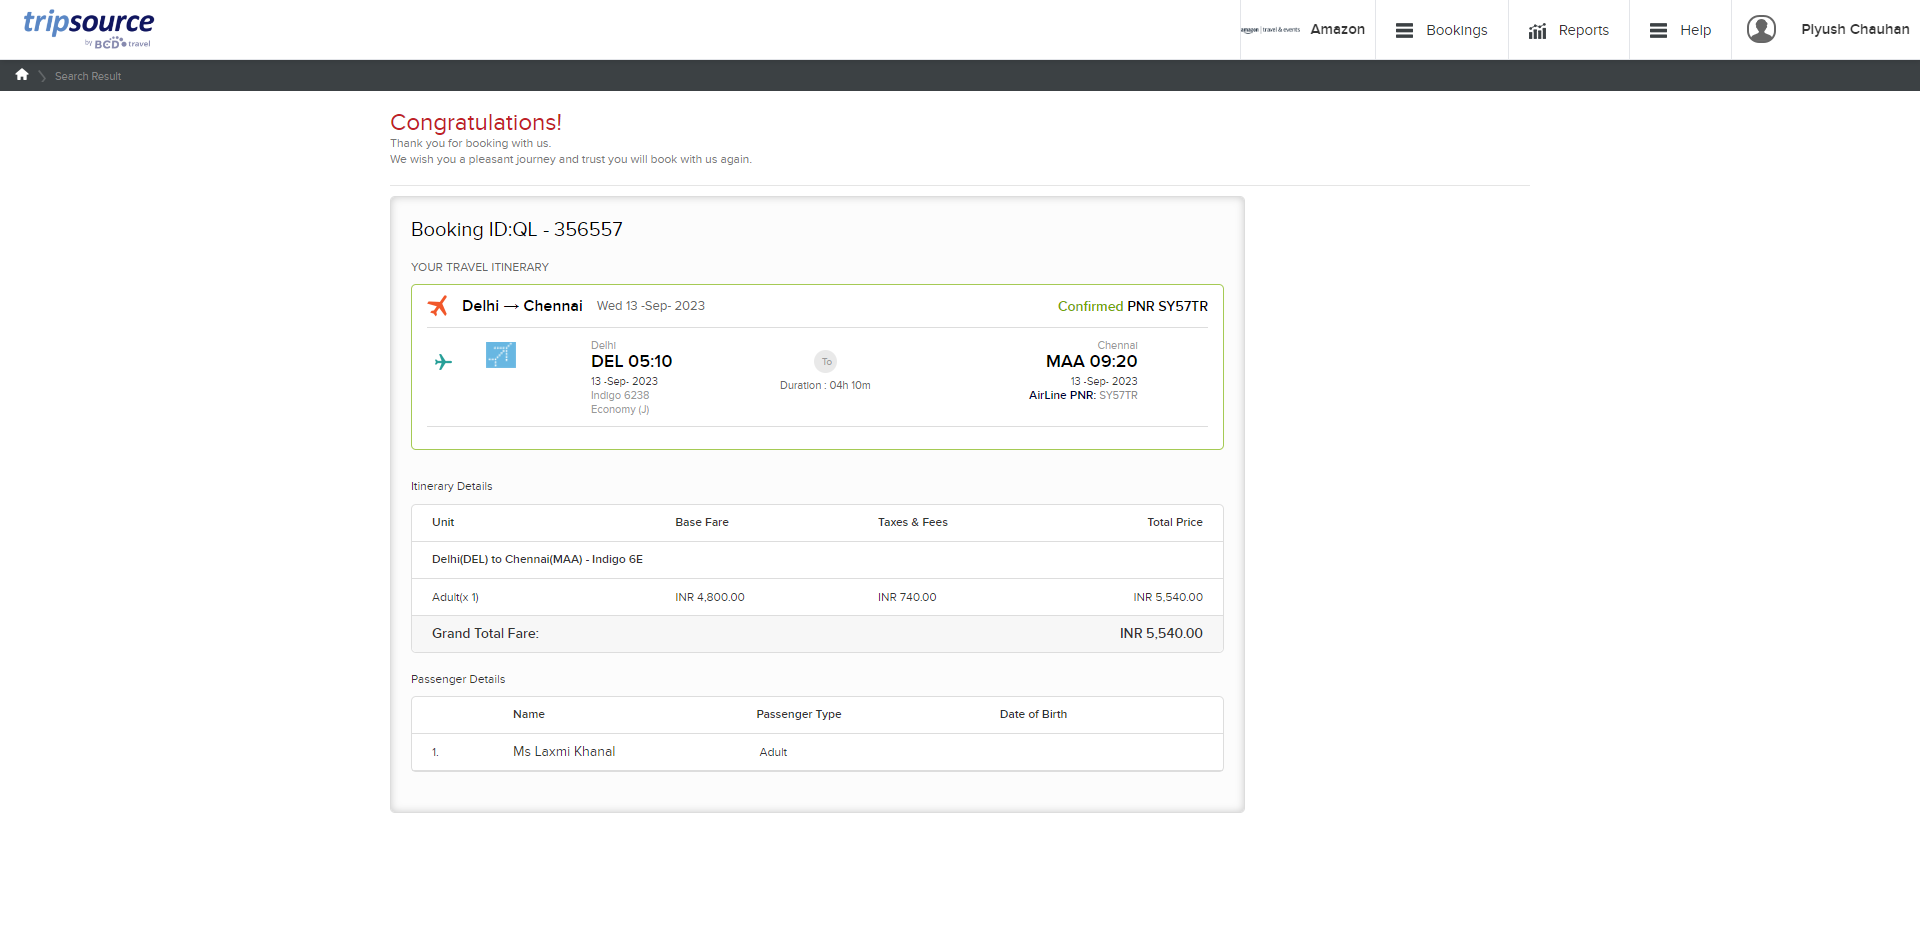 tripsource
by BCD travel
amazon | travel & events
Amazon
Bookings
Reports
Help
Piyush Chauhan
Search Result
Congratulations!
Thank you for booking with us.
We wish you a pleasant journey and trust you will book with us again.
Booking ID:QL - 356557
YOUR TRAVEL ITINERARY
Delhi → Chennai Wed 13 -Sep- 2023 Confirmed PNR SY57TR
Delhi
DEL 05:10
13 -Sep- 2023
Indigo 6238
Economy (J)
To
Duration : 04h 10m
Chennai
MAA 09:20
13 -Sep- 2023
AirLine PNR: SY57TR
Itinerary Details
Unit Base Fare Taxes & Fees Total Price
Delhi(DEL) to Chennai(MAA) - Indigo 6E
Adult(x 1) INR 4,800.00 INR 740.00 INR 5,540.00
Grand Total Fare: INR 5,540.00
Passenger Details
Name Passenger Type Date of Birth
1. Ms Laxmi Khanal Adult